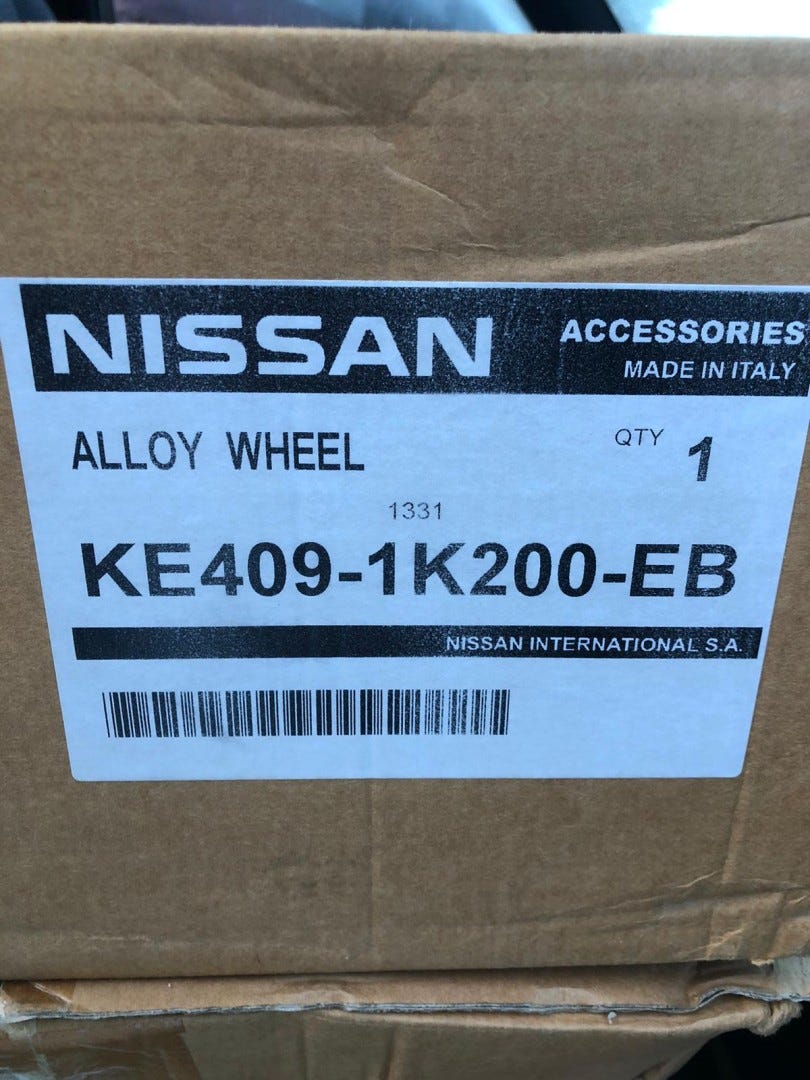 NISSAN ACCESSORIES
MADE IN ITALY
ALLOY WHEEL QTY 1
1331
KE409-1K200-EB
NISSAN INTERNATIONAL S.A.